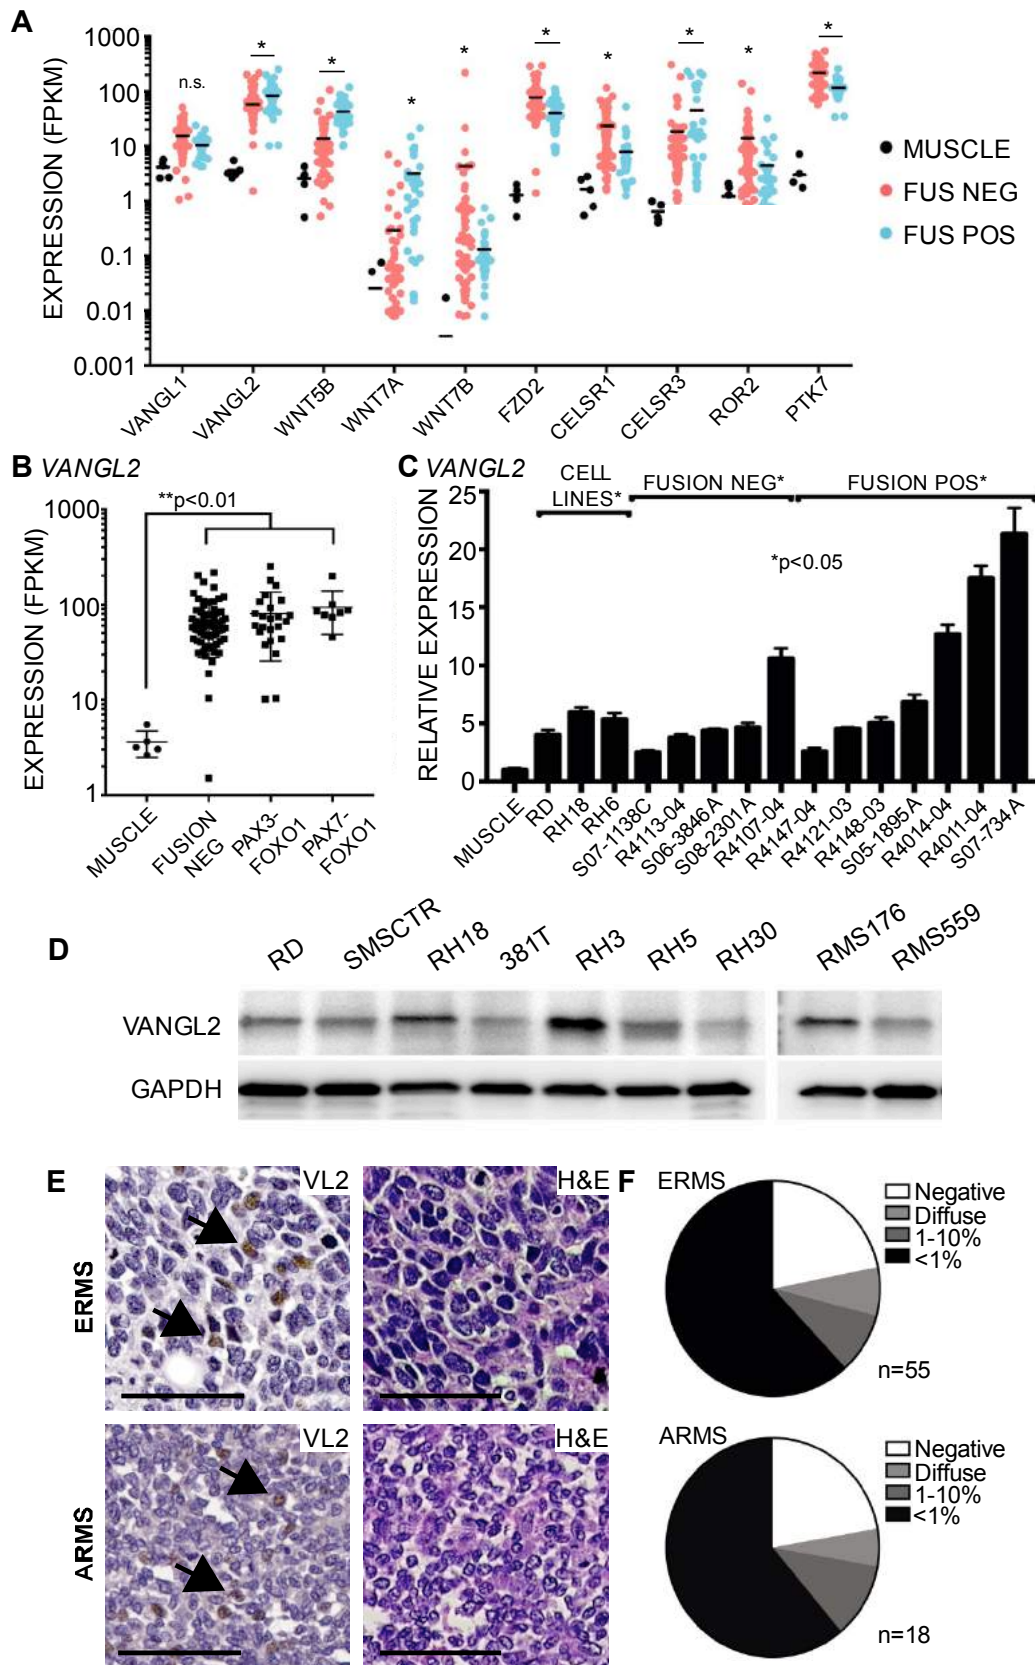 A
EXPRESSION (FPKM)
1000
100
10
1
0.1
0.01
0.001
n.s.
*
*
*
*
*
*
*
*
*
MUSCLE
FUS NEG
FUS POS
VANGL1
VANGL2
WNT5B
WNT7A
WNT7B
FZD2
CELSR1
CELSR3
ROR2
PTK7
B VANGL2
EXPRESSION (FPKM)
1000
100
10
1
**p<0.01
MUSCLE
FUSION NEG
PAX3-FOXO1
PAX7-FOXO1
C VANGL2
RELATIVE EXPRESSION
25
20
15
10
5
0
CELL
LINES*
FUSION NEG*
FUSION POS*
*p<0.05
MUSCLE
RD
RH18
RH6
S07-1138C
R4113-04
S06-3846A
S08-2301A
R4107-04
R4147-04
R4121-03
R4148-03
S05-1895A
R4014-04
R4011-04
S07-734A
D
RD
SMSCTR
RH18
381T
RH3
RH5
RH30
RMS176
RMS559
VANGL2
GAPDH
E
ERMS
VL2
H&E
ARMS
VL2
H&E
F
ERMS
Negative
Diffuse
1-10%
<1%
n=55
ARMS
Negative
Diffuse
1-10%
<1%
n=18